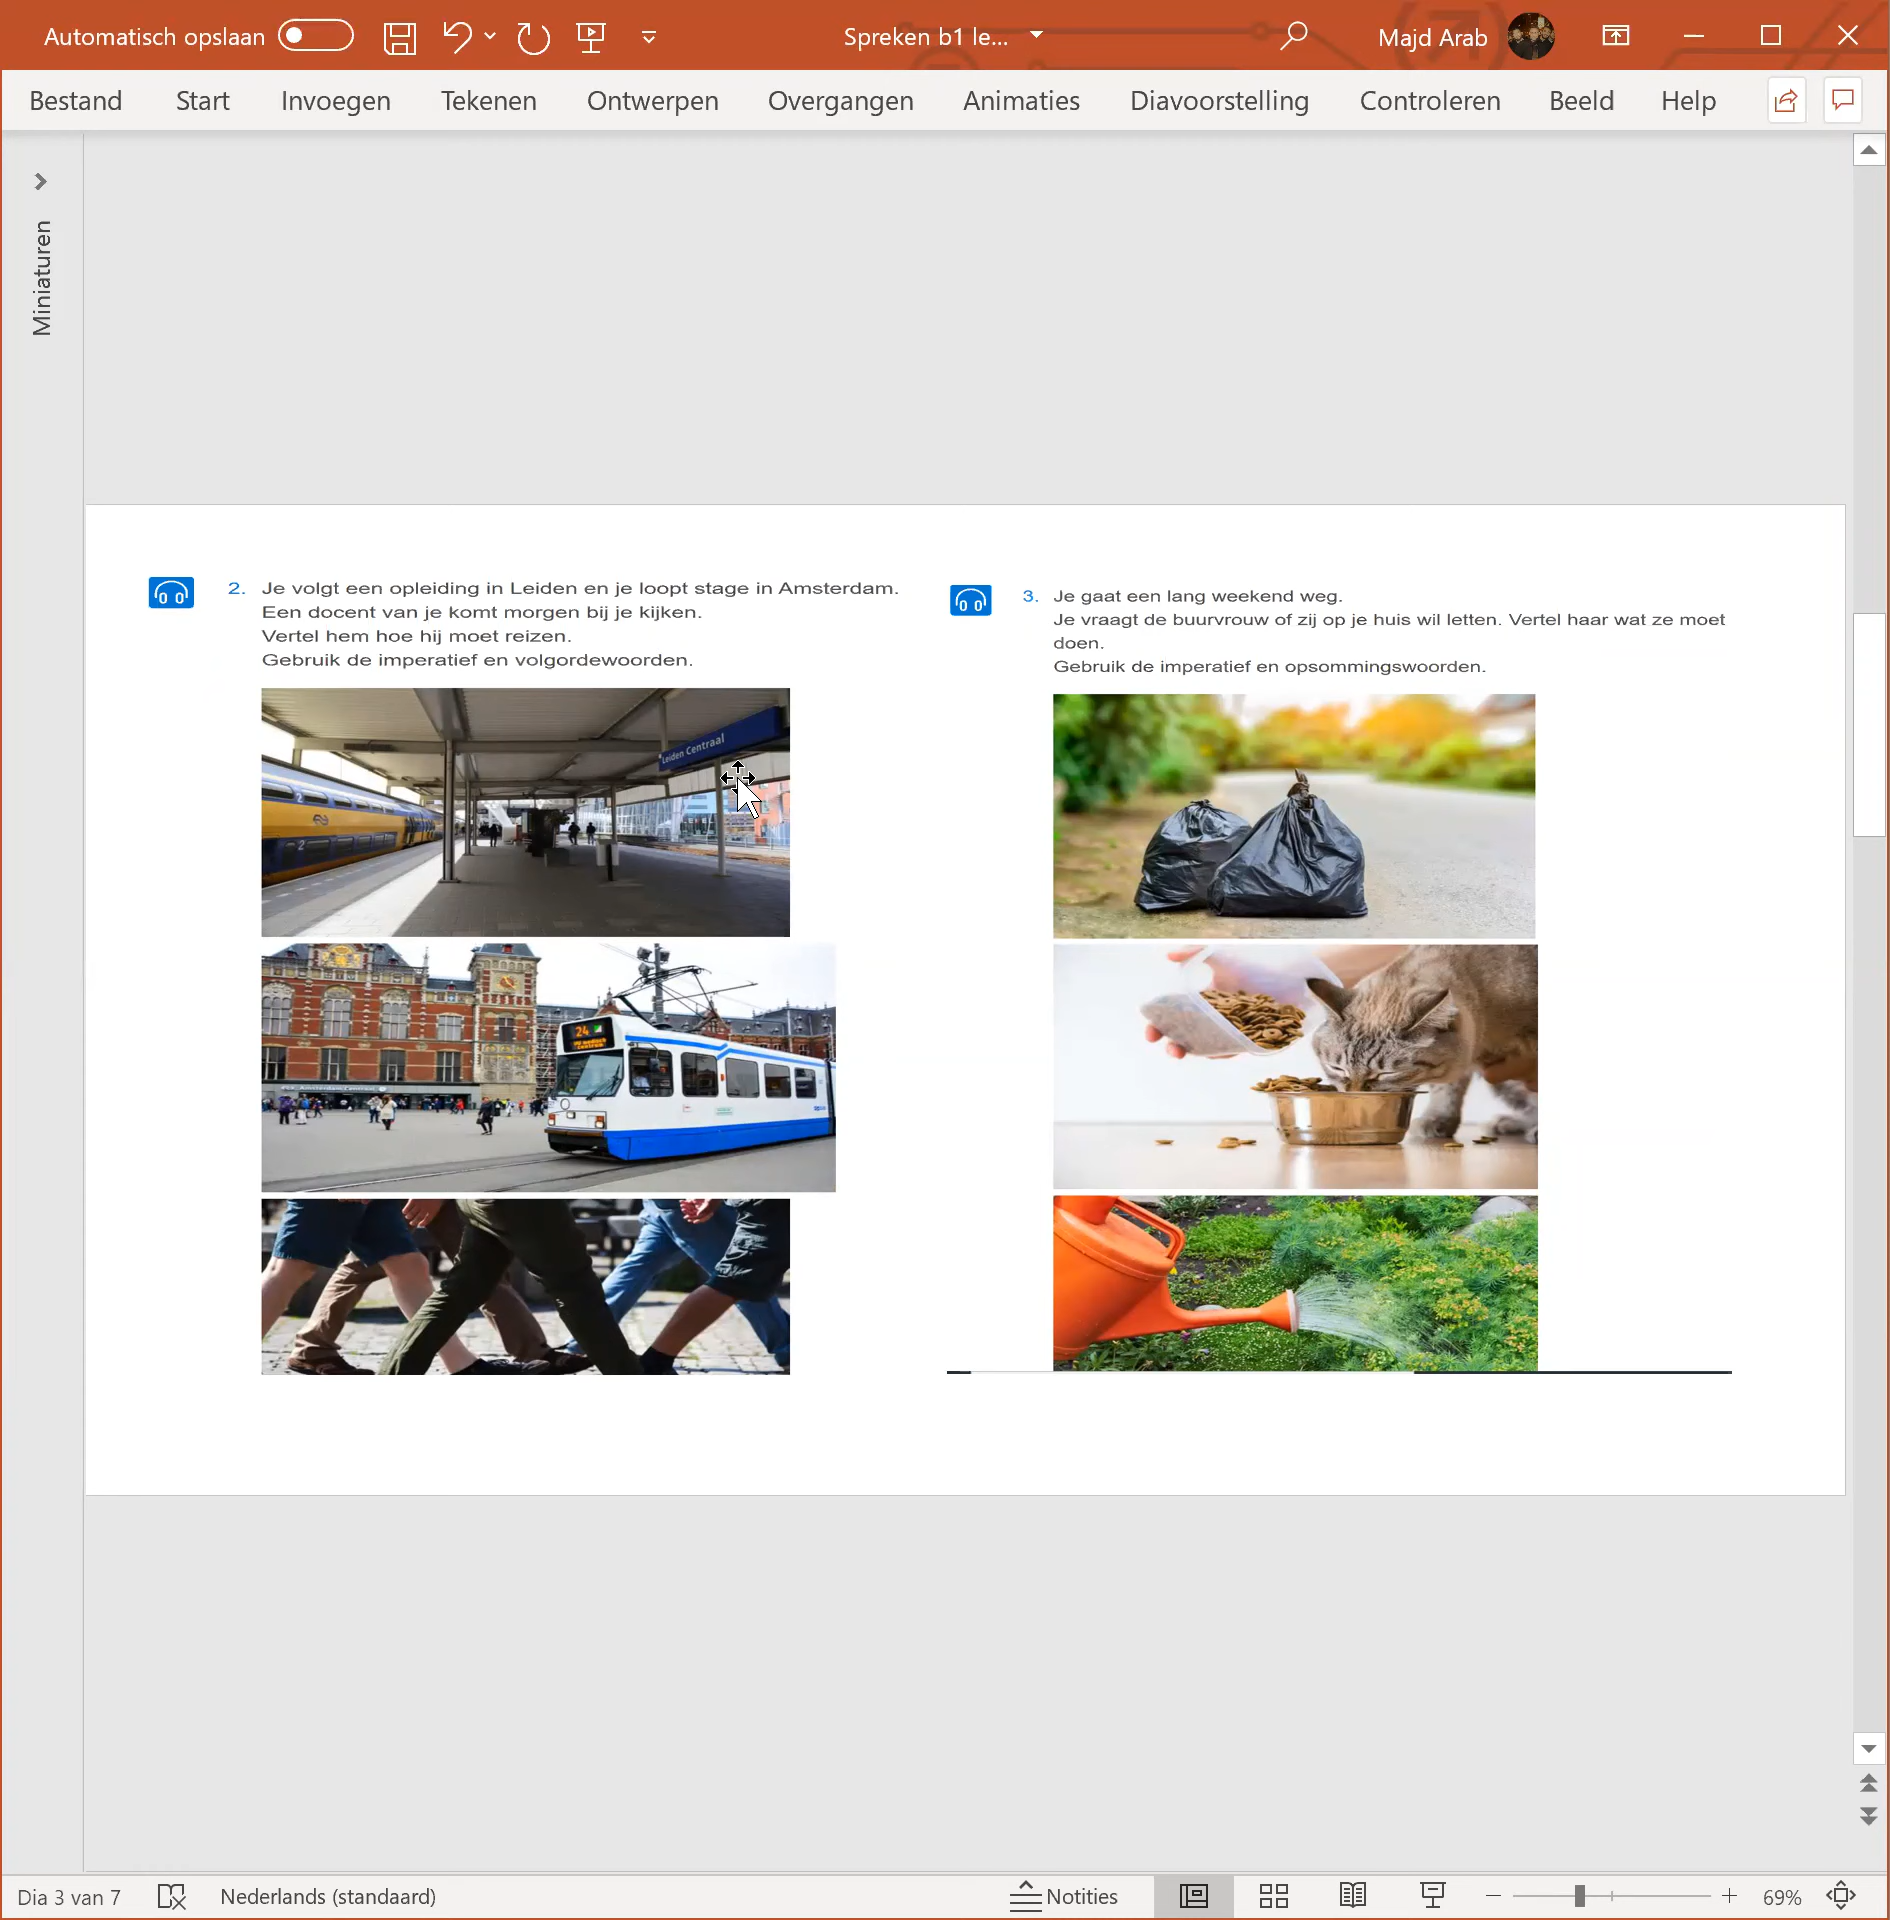 Automatisch opslaan
Spreken b1 le...
Majd Arab
Bestand Start Invoegen Tekenen Ontwerpen Overgangen Animaties Diavoorstelling Controleren Beeld Help
Miniaturen
2. Je volgt een opleiding in Leiden en je loopt stage in Amsterdam.
Een docent van je komt morgen bij je kijken.
Vertel hem hoe hij moet reizen.
Gebruik de imperatief en volgordewoorden.
Leiden Centraal
2
2
24
3. Je gaat een lang weekend weg.
Je vraagt de buurvrouw of zij op je huis wil letten. Vertel haar wat ze moet
doen.
Gebruik de imperatief en opsommingswoorden.
Dia 3 van 7 Nederlands (standaard) Notities 69%